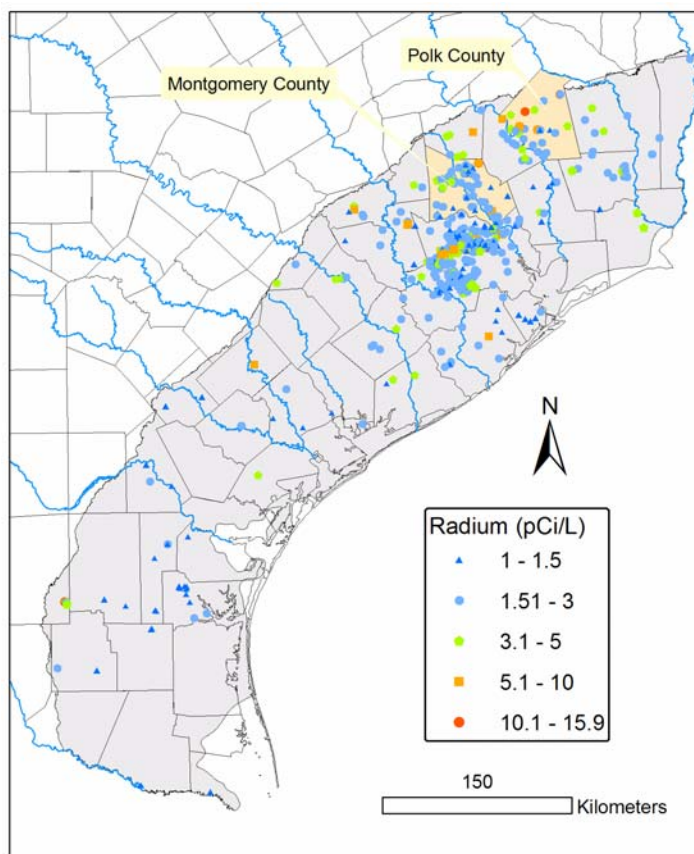 Polk County
Montgomery County
N
Radium (pCi/L)
1 - 1.5
1.51 - 3
3.1 - 5
5.1 - 10
10.1 - 15.9
150
Kilometers